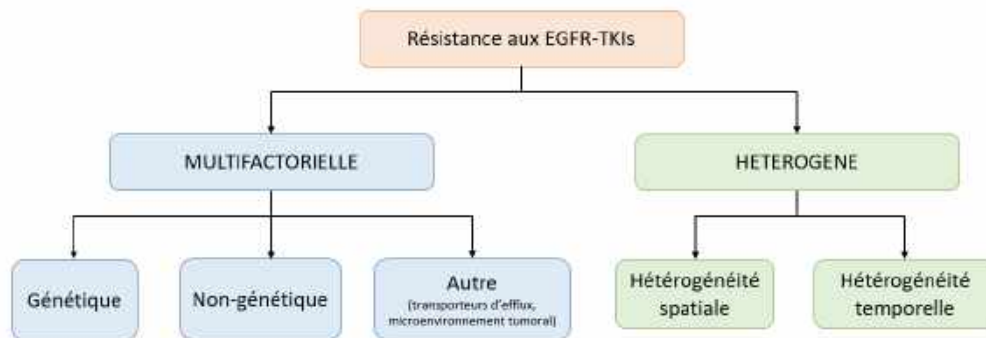 Résistance aux EGFR-TKIs
MULTIFACTORIELLE
HETEROGENE
Génétique
Non-génétique
Autre
(transporteurs d'efflux,
microenvironnement tumoral)
Hétérogénéité
spatiale
Hétérogénéité
temporelle